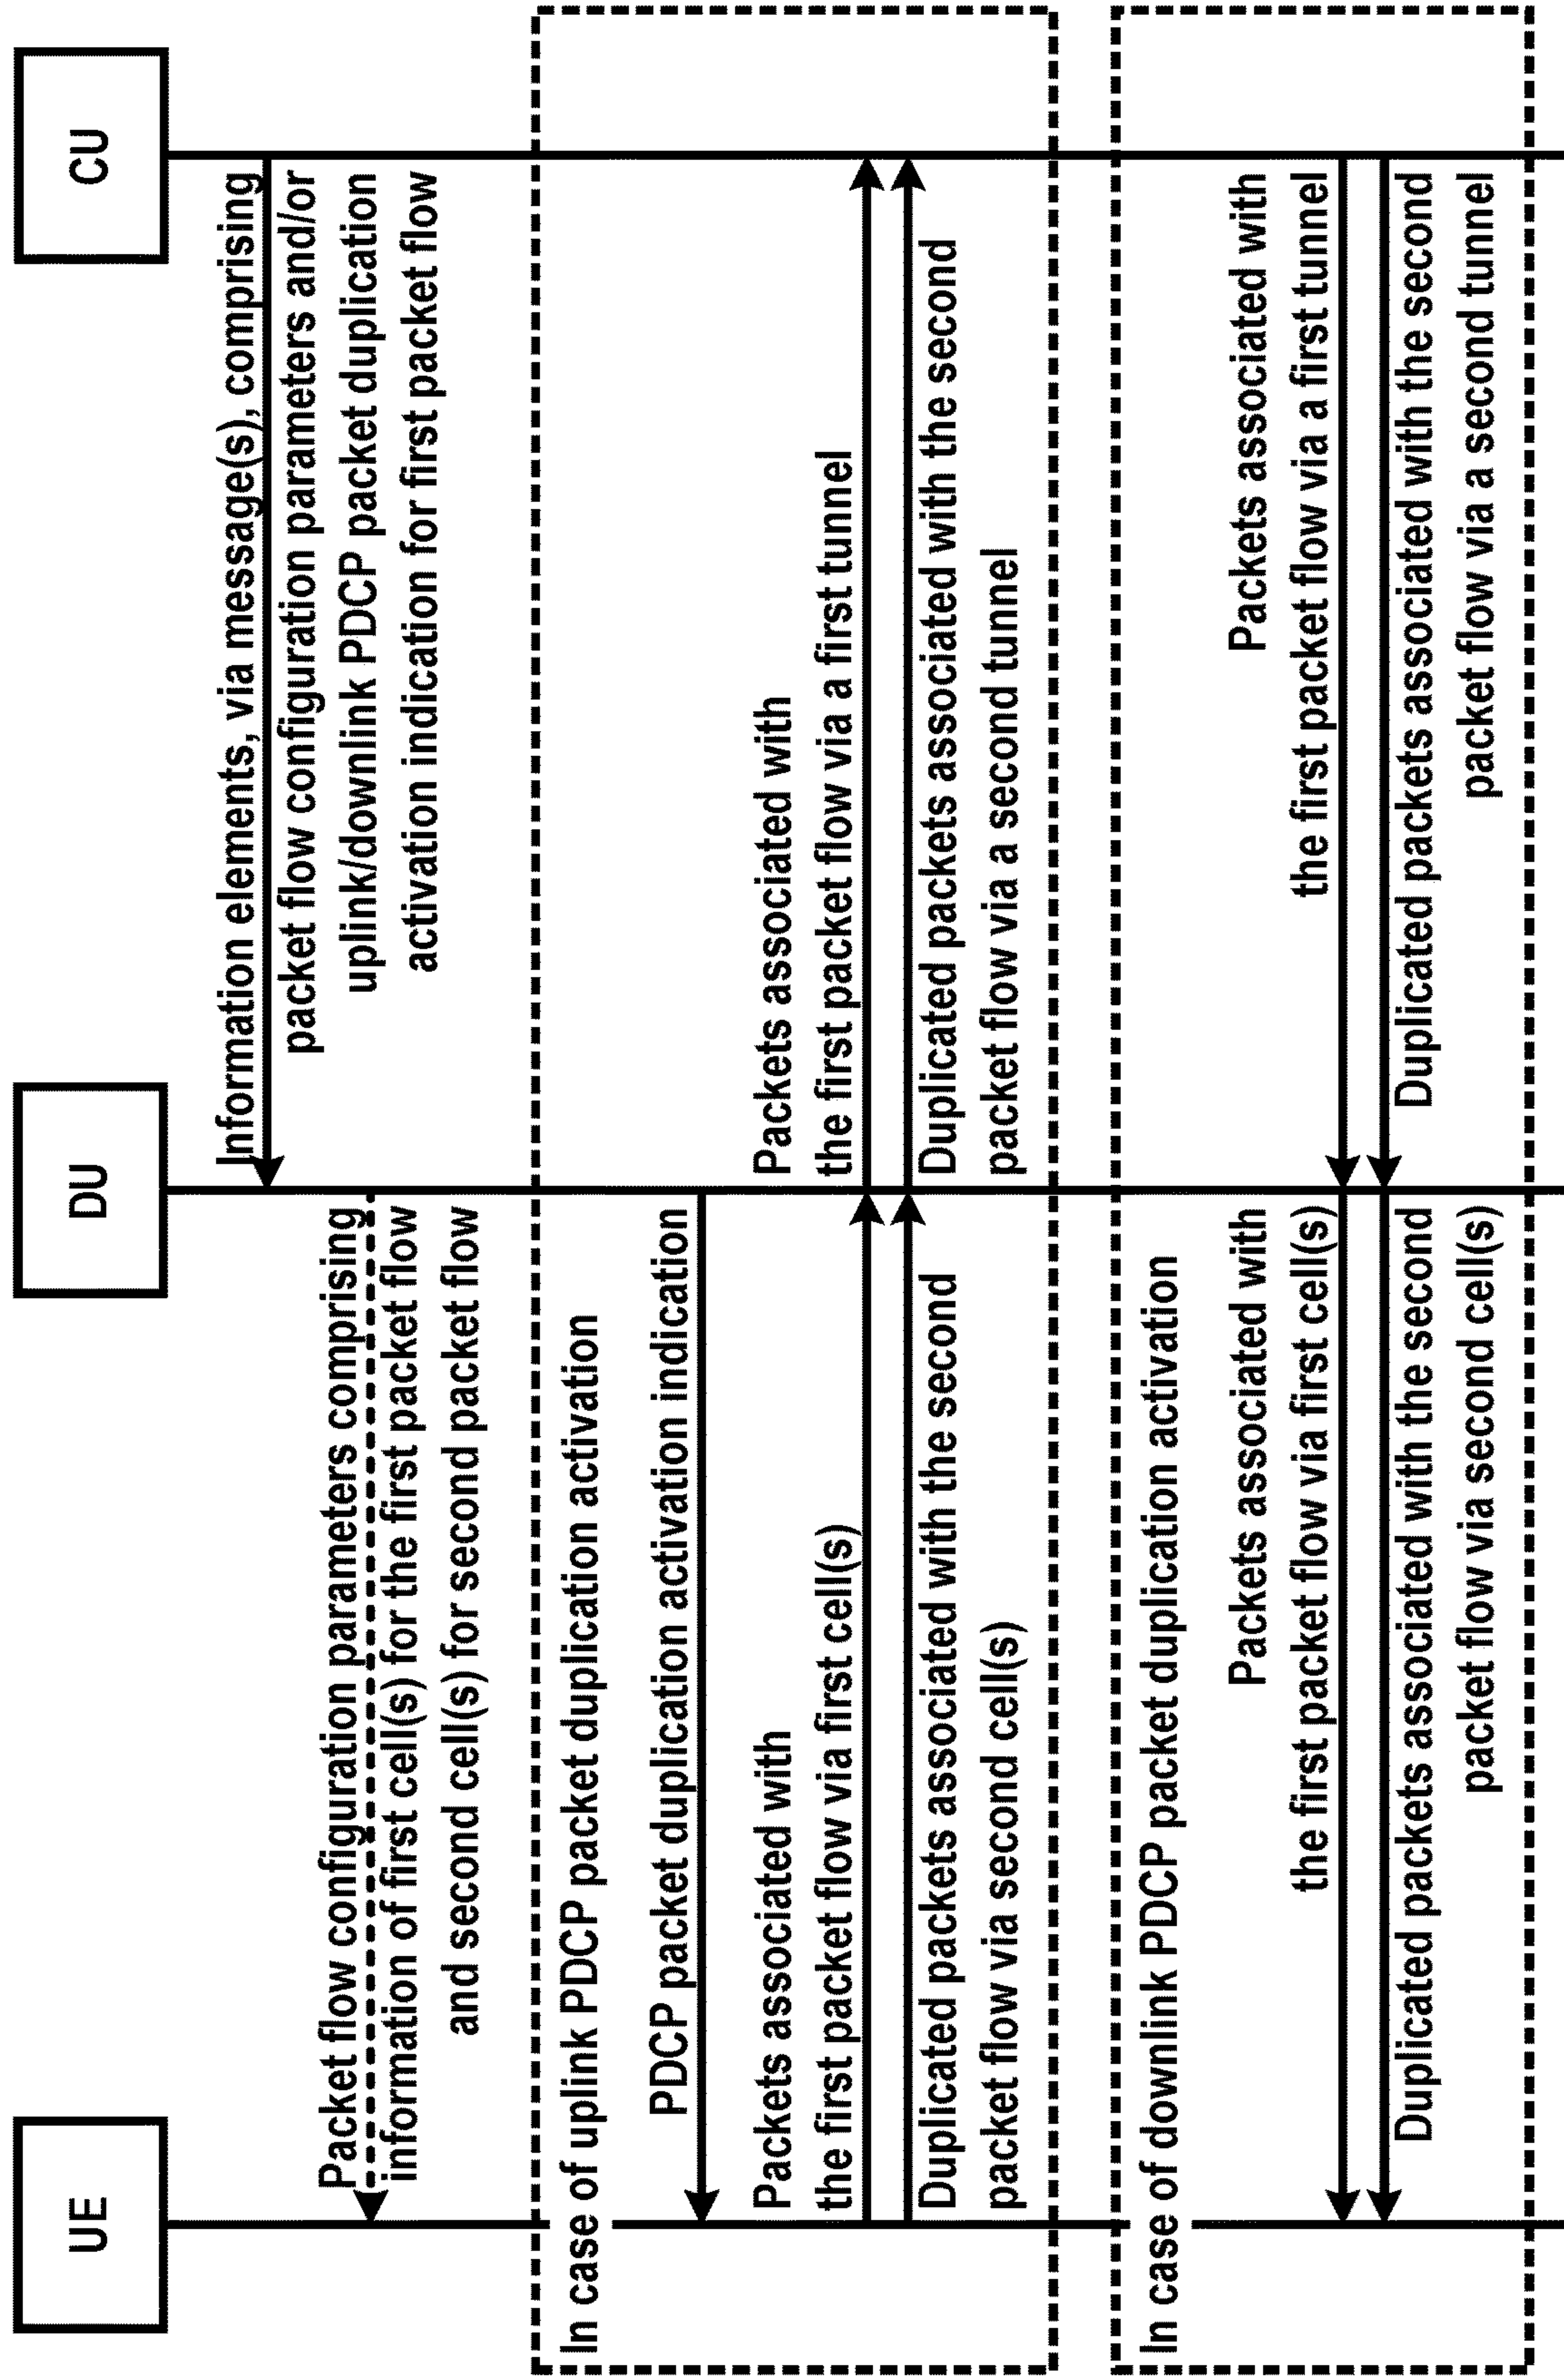 UE
DU
CU
Information elements, via message(s), comprising
packet flow configuration parameters and/or
uplink/downlink PDCP packet duplication
activation indication for first packet flow
Packet flow configuration parameters comprising
information of first cell(s) for the first packet flow
and second cell(s) for second packet flow
In case of uplink PDCP packet duplication activation
PDCP packet duplication activation indication
Packets associated with
the first packet flow via first cell(s)
Packets associated with
the first packet flow via a first tunnel
Duplicated packets associated with the second
packet flow via second cell(s)
Duplicated packets associated with the second
packet flow via a second tunnel
In case of downlink PDCP packet duplication activation
Packets associated with
the first packet flow via first cell(s)
Packets associated with
the first packet flow via a first tunnel
Duplicated packets associated with the second
packet flow via second cell(s)
Duplicated packets associated with the second
packet flow via a second tunnel